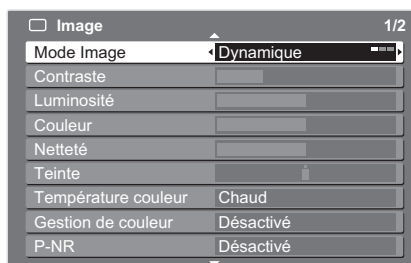 Image 1/2
Mode Image Dynamique
Contraste
Luminosité
Couleur
Netteté
Teinte
Température couleur Chaud
Gestion de couleur Désactivé
P-NR Désactivé